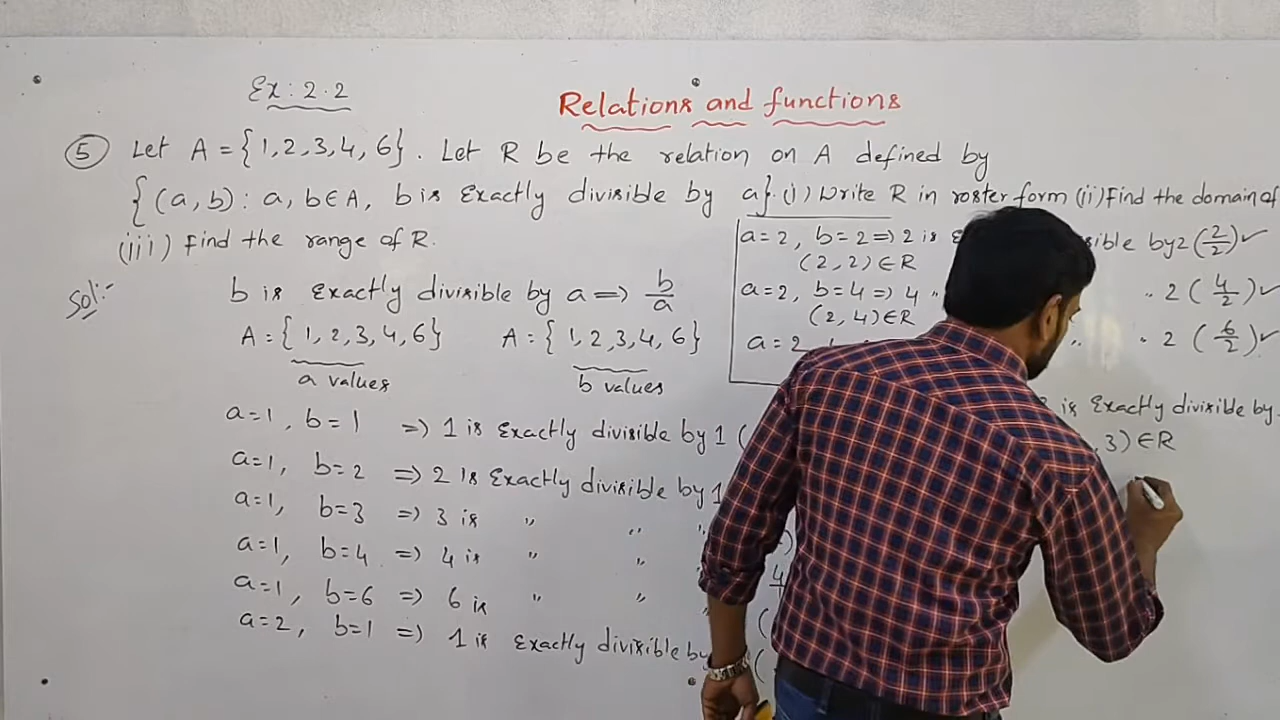 Ex: 2.2
Relations and functions
5 Let A = {1,2,3,4,6}. Let R be the relation on A defined by
{(a,b): a, b∈A, b is Exactly divisible by a}. (i) Write R in roster form (ii) Find the domain of
(iii) Find the range of R.
Sol:-
b is Exactly divisible by a => b/a
A = {1,2,3,4,6} A = {1,2,3,4,6}
a values b values
a=1, b=1 => 1 is Exactly divisible by 1 (
a=1, b=2 => 2 is Exactly divisible by 1
a=1, b=3 => 3 is " " "
a=1, b=4 => 4 is " "
a=1, b=6 => 6 is " " "
a=2, b=1 => 1 is Exactly divisible by (
a=2, b=2 => 2 is by 2 (2/2) ✓
(2,2) ∈ R
a=2, b=4 => 4 " " 2 (4/2) ✓
(2,4) ∈ R
a=2 " " 2 (6/2) ✓
is Exactly divisible by
,3) ∈ R